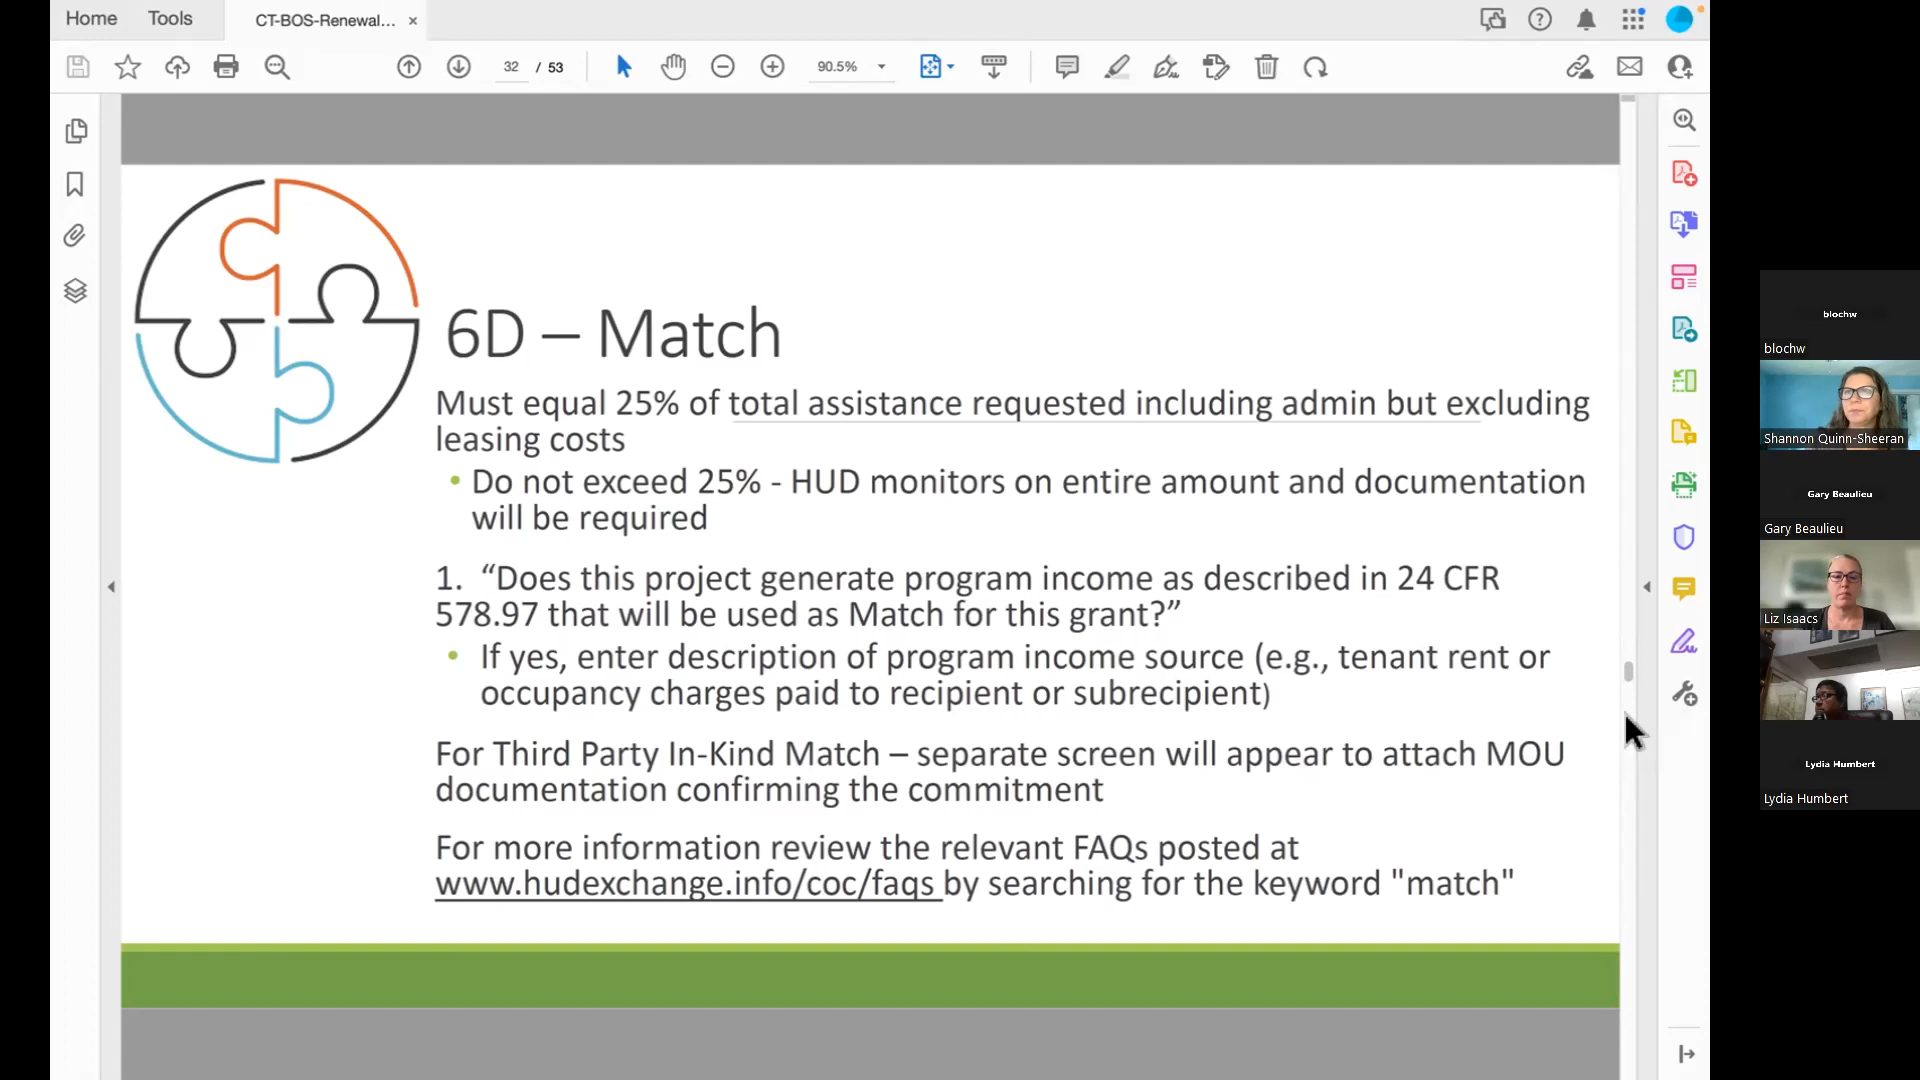 Home
Tools
CT-BOS-Renewal...
32 / 53
90.5%
6D – Match
Must equal 25% of total assistance requested including admin but excluding
leasing costs
• Do not exceed 25% - HUD monitors on entire amount and documentation
will be required
1. “Does this project generate program income as described in 24 CFR
578.97 that will be used as Match for this grant?”
• If yes, enter description of program income source (e.g., tenant rent or
occupancy charges paid to recipient or subrecipient)
For Third Party In-Kind Match – separate screen will appear to attach MOU
documentation confirming the commitment
For more information review the relevant FAQs posted at
www.hudexchange.info/coc/faqs by searching for the keyword "match"
blochw
blochw
Shannon Quinn-Sheeran
Gary Beaulieu
Gary Beaulieu
Liz Isaacs
Lydia Humbert
Lydia Humbert